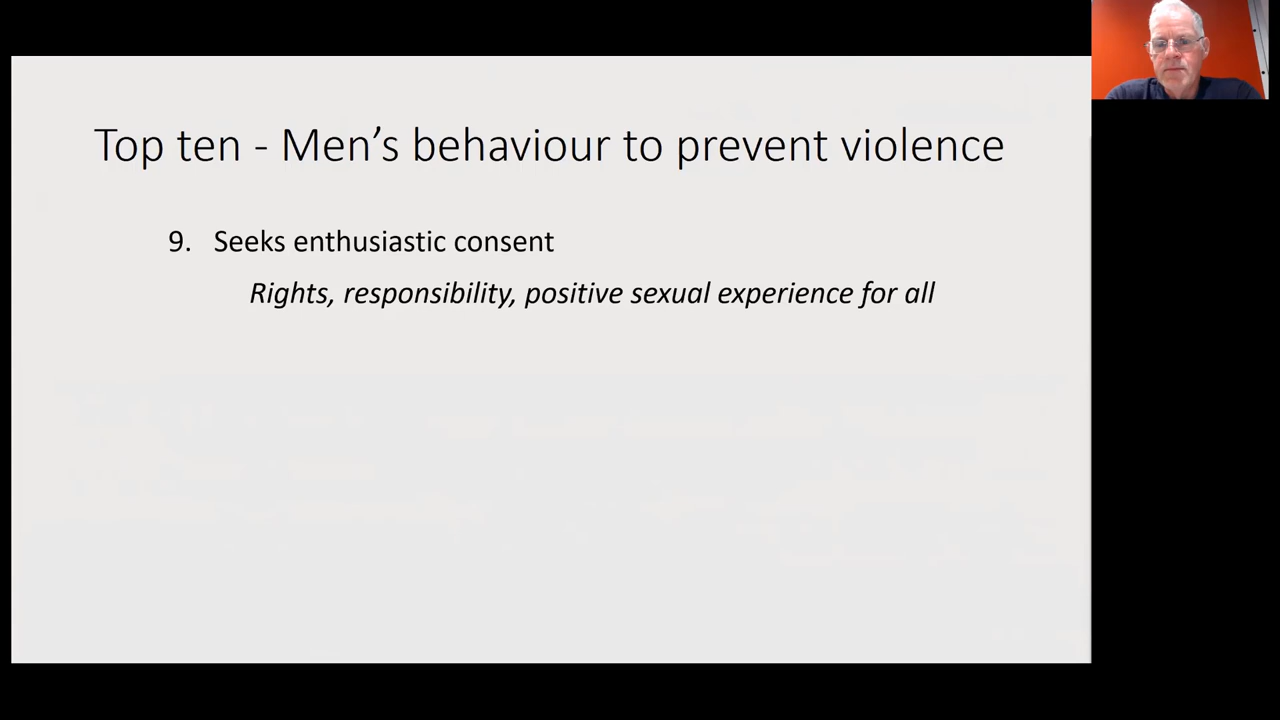 Top ten - Men’s behaviour to prevent violence
9. Seeks enthusiastic consent
Rights, responsibility, positive sexual experience for all